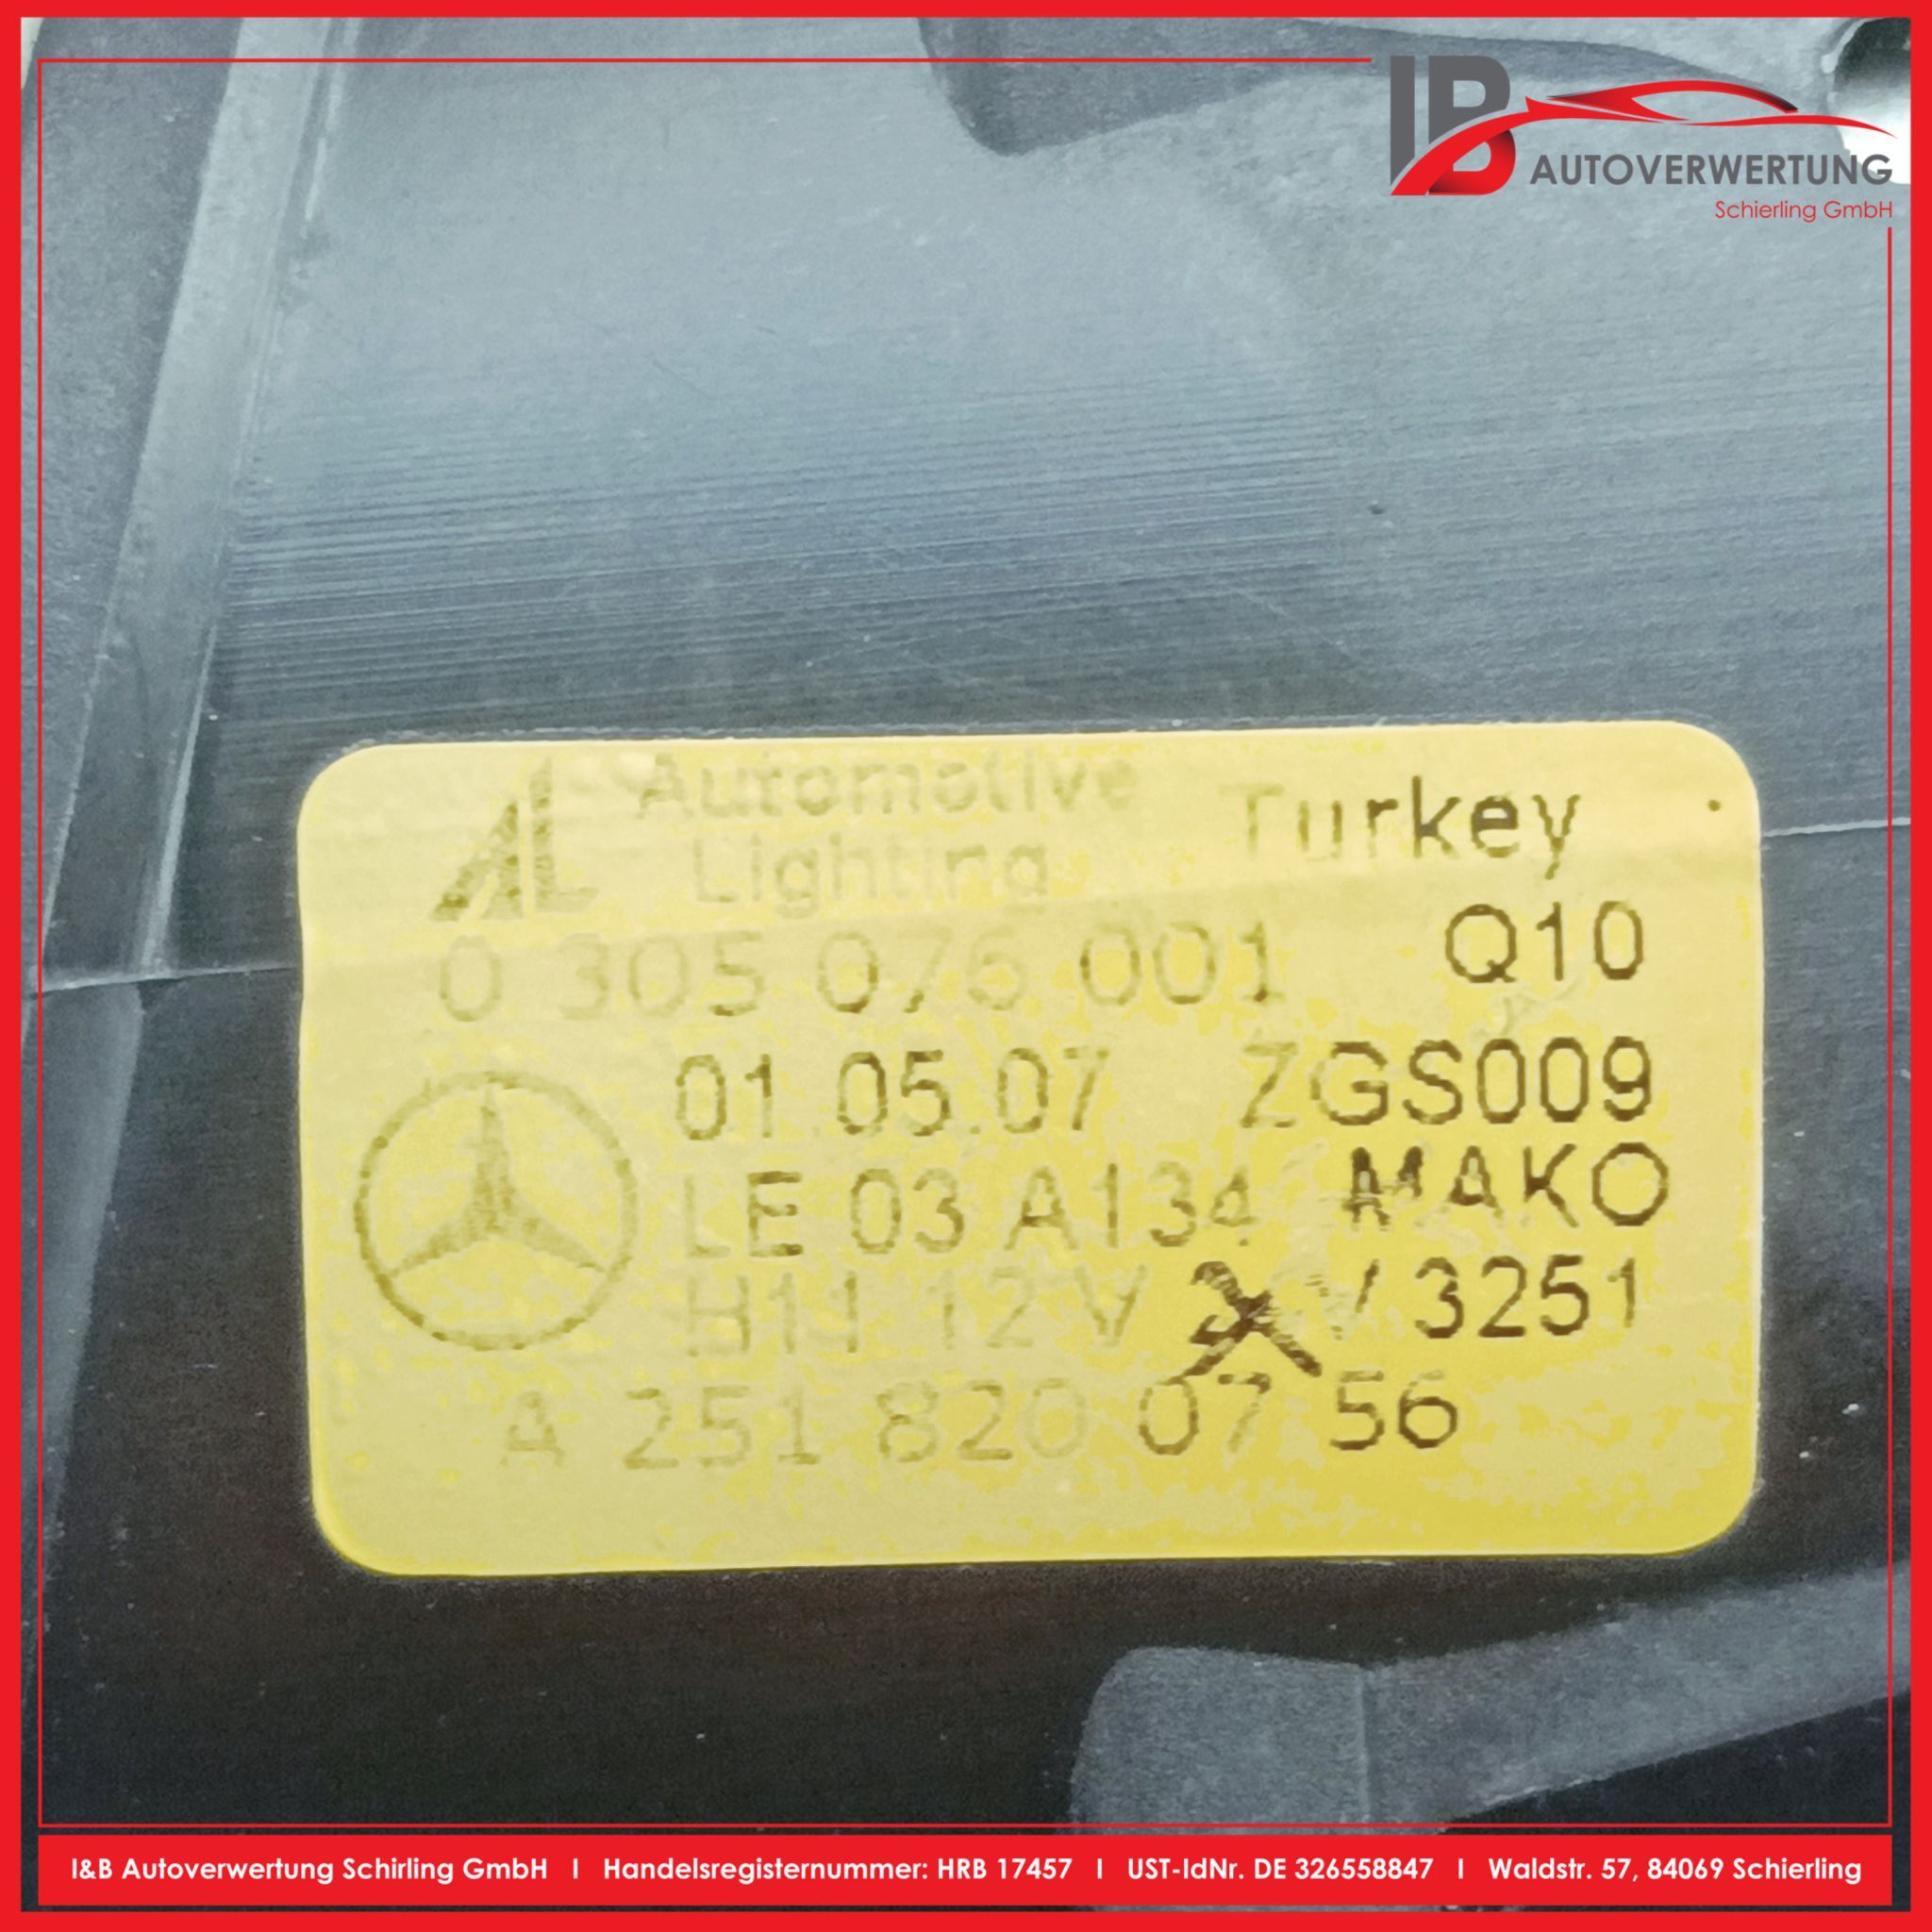 IB AUTOVERWERTUNG
Schierling GmbH
AL Automotive Lighting Turkey
0 305 076 001 Q10
01.05.07 ZGS009
LE 03 A134 MAKO
H11 12V V 3251
A 251 820 07 56
I&B Autoverwertung Schirling GmbH I Handelsregisternummer: HRB 17457 I UST-IdNr. DE 326558847 I Waldstr. 57, 84069 Schierling